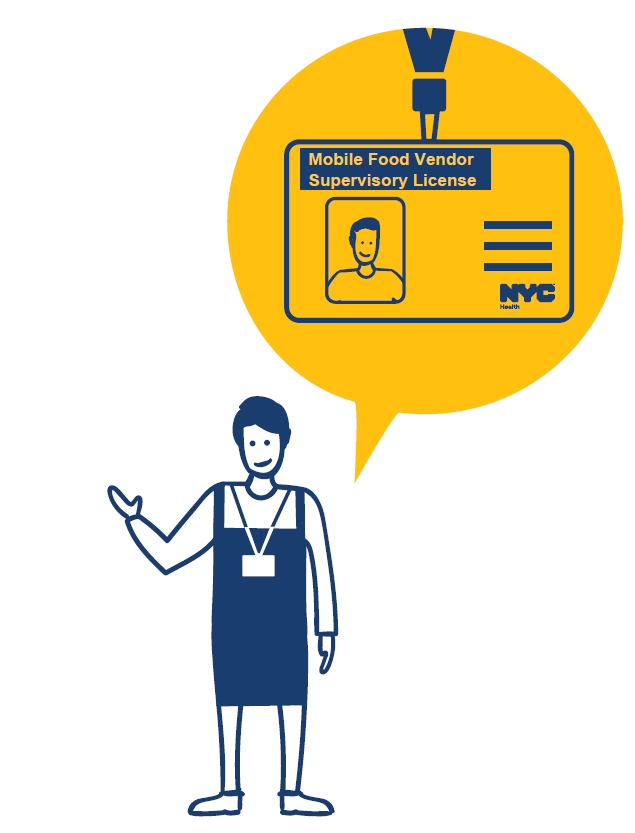 Mobile Food Vendor
Supervisory License
NYC
Health